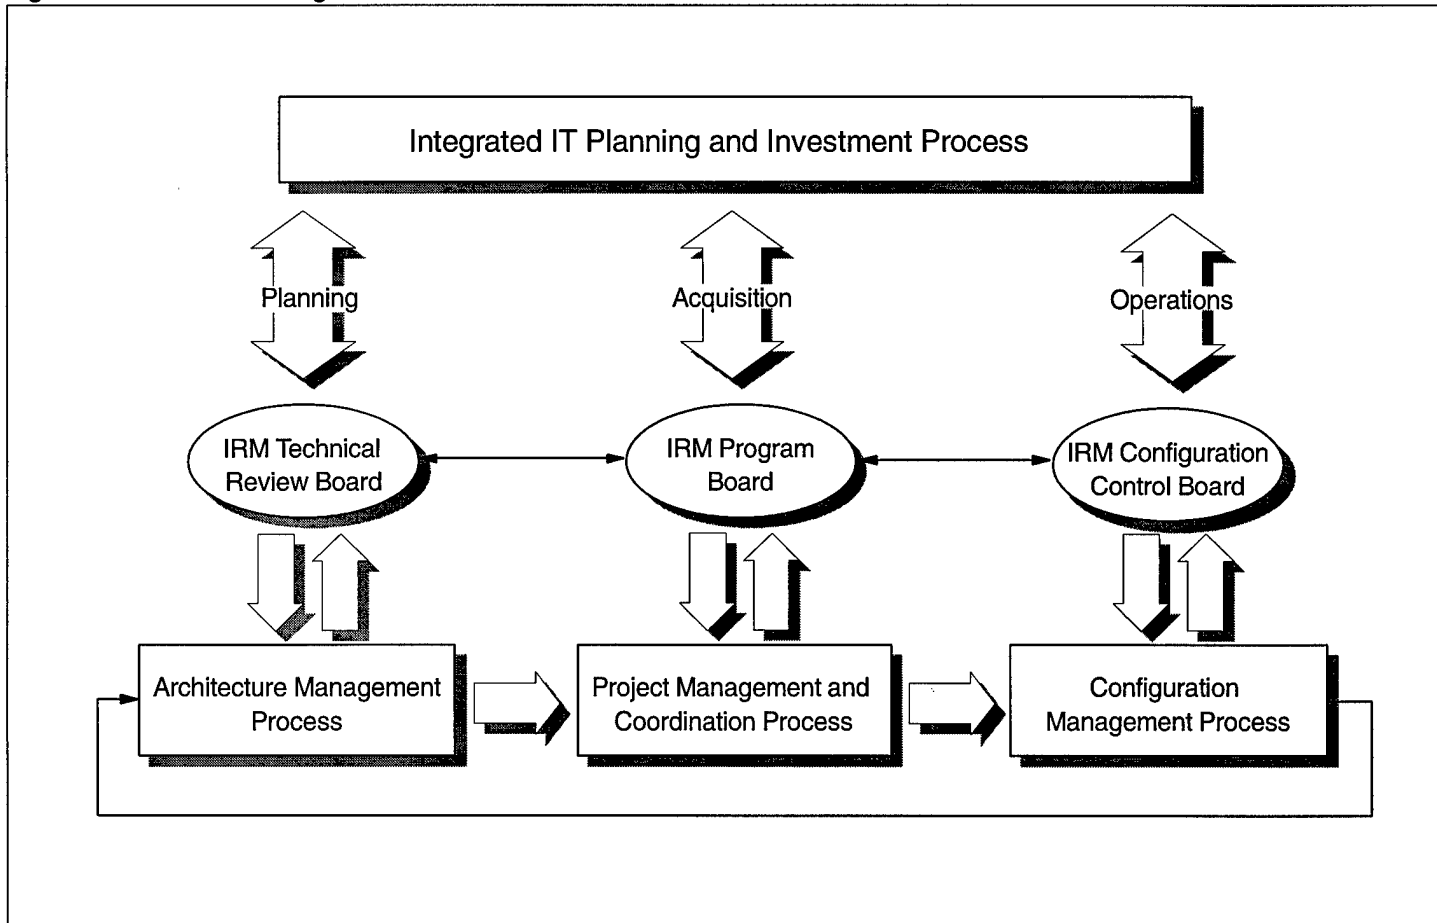 Integrated IT Planning and Investment Process
Planning
Acquisition
Operations
IRM Technical
Review Board
IRM Program
Board
IRM Configuration
Control Board
Architecture Management
Process
Project Management and
Coordination Process
Configuration
Management Process